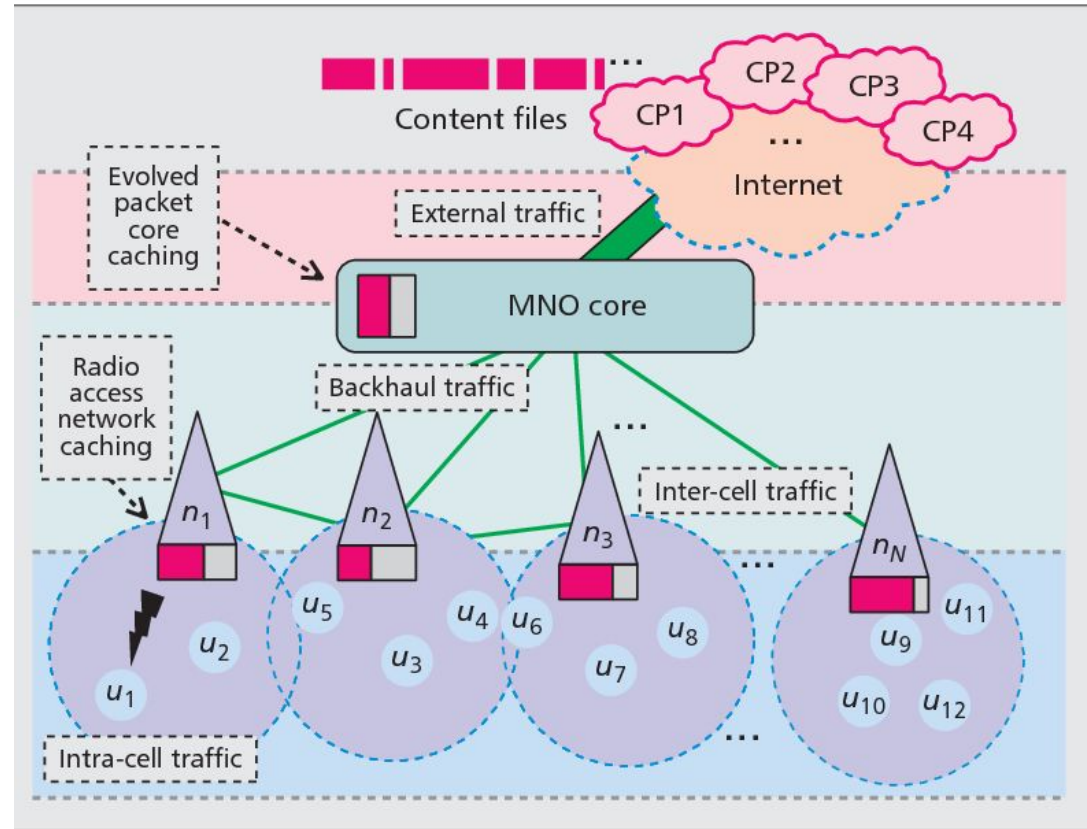 ...
Content files
CP1
CP2
CP3
CP4
...
Internet
Evolved
packet
core
caching
External traffic
MNO core
Radio
access
network
caching
Backhaul traffic
...
Inter-cell traffic
n1
n2
n3
nN
...
u5
u4
u6
u11
u2
u3
u8
u9
u1
u7
u10
u12
...
Intra-cell traffic